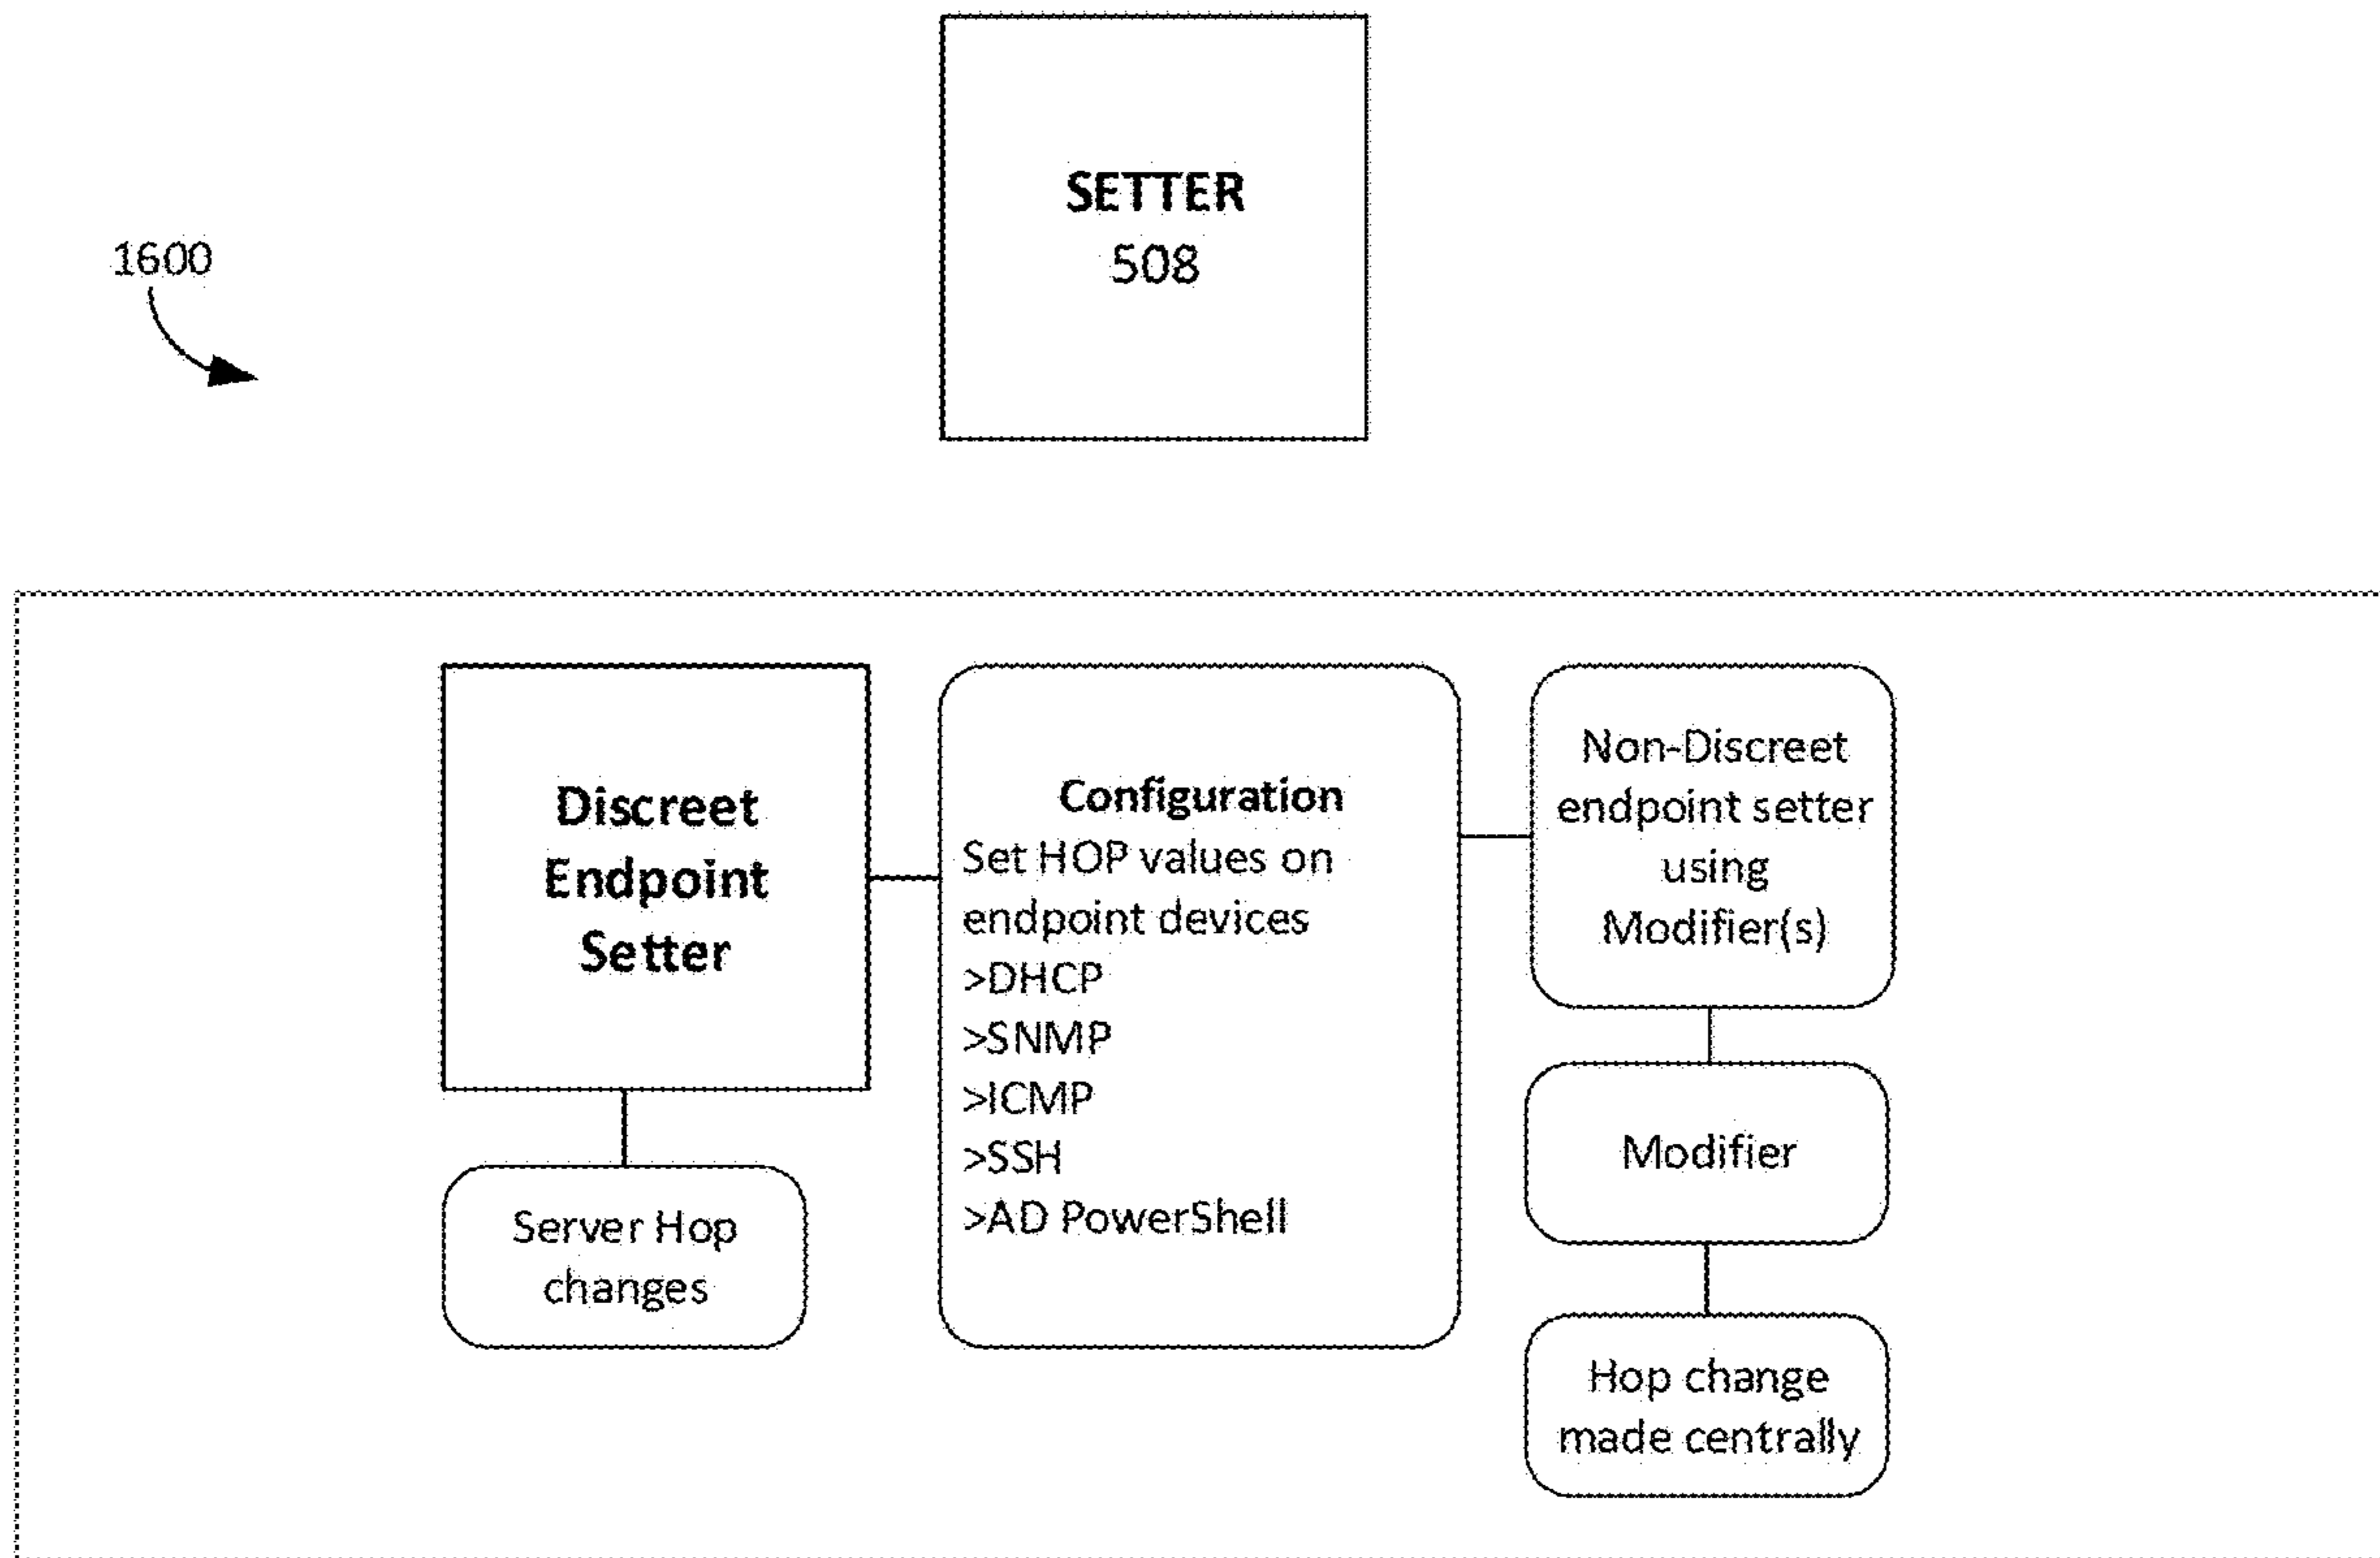 SETTER
508
1600
Discreet
Endpoint
Setter
Server Hop
changes
Configuration
Set HOP values on
endpoint devices
>DHCP
>SNMP
>ICMP
>SSH
>AD PowerShell
Non-Discreet
endpoint setter
using
Modifier(s)
Modifier
Hop change
made centrally